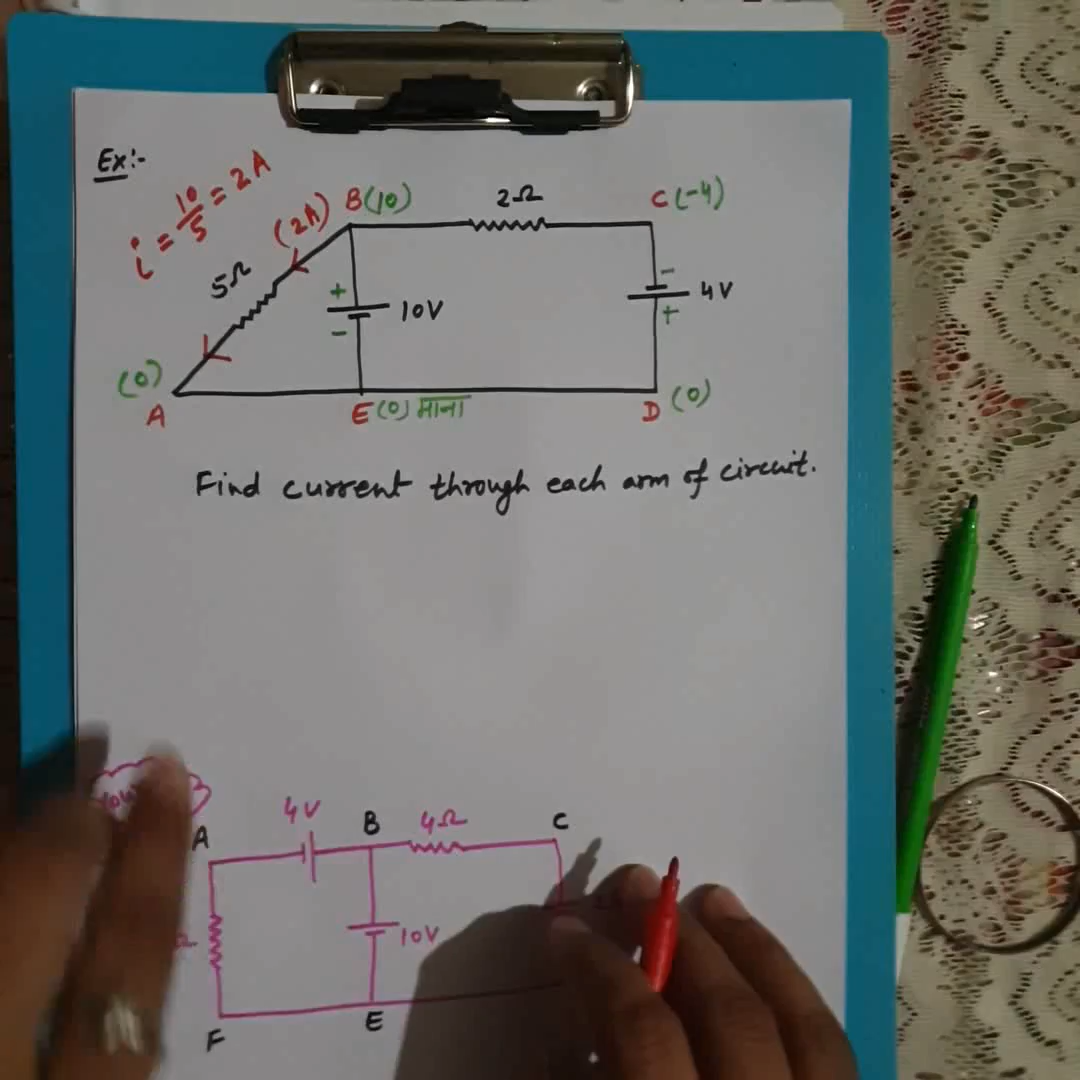 Ex:-
i = 10/5 = 2A
(2A)
B (10)
2Ω
C (-4)
5Ω
+
-
10V
-
+
4V
(0)
A
E (0) माना
D (0)
Find current through each arm of circuit.
4V
A
B
4Ω
C
Ω
10V
F
E